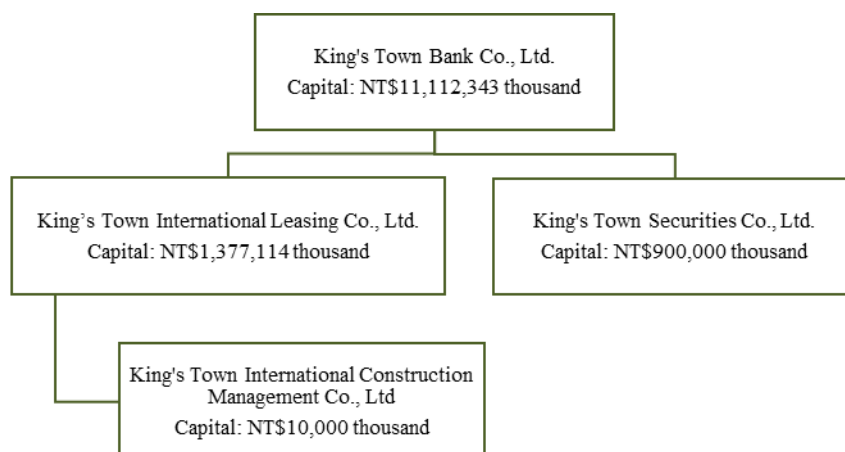 King's Town Bank Co., Ltd.
Capital: NT$11,112,343 thousand
King’s Town International Leasing Co., Ltd.
Capital: NT$1,377,114 thousand
King's Town Securities Co., Ltd.
Capital: NT$900,000 thousand
King's Town International Construction
Management Co., Ltd
Capital: NT$10,000 thousand